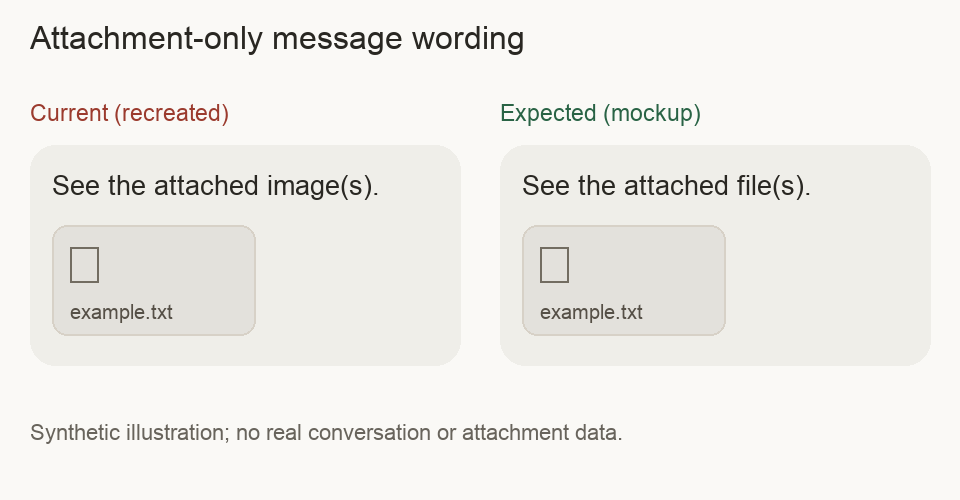 Attachment-only message wording
Current (recreated)
Expected (mockup)
See the attached image(s).
See the attached file(s).
example.txt
example.txt
Synthetic illustration; no real conversation or attachment data.